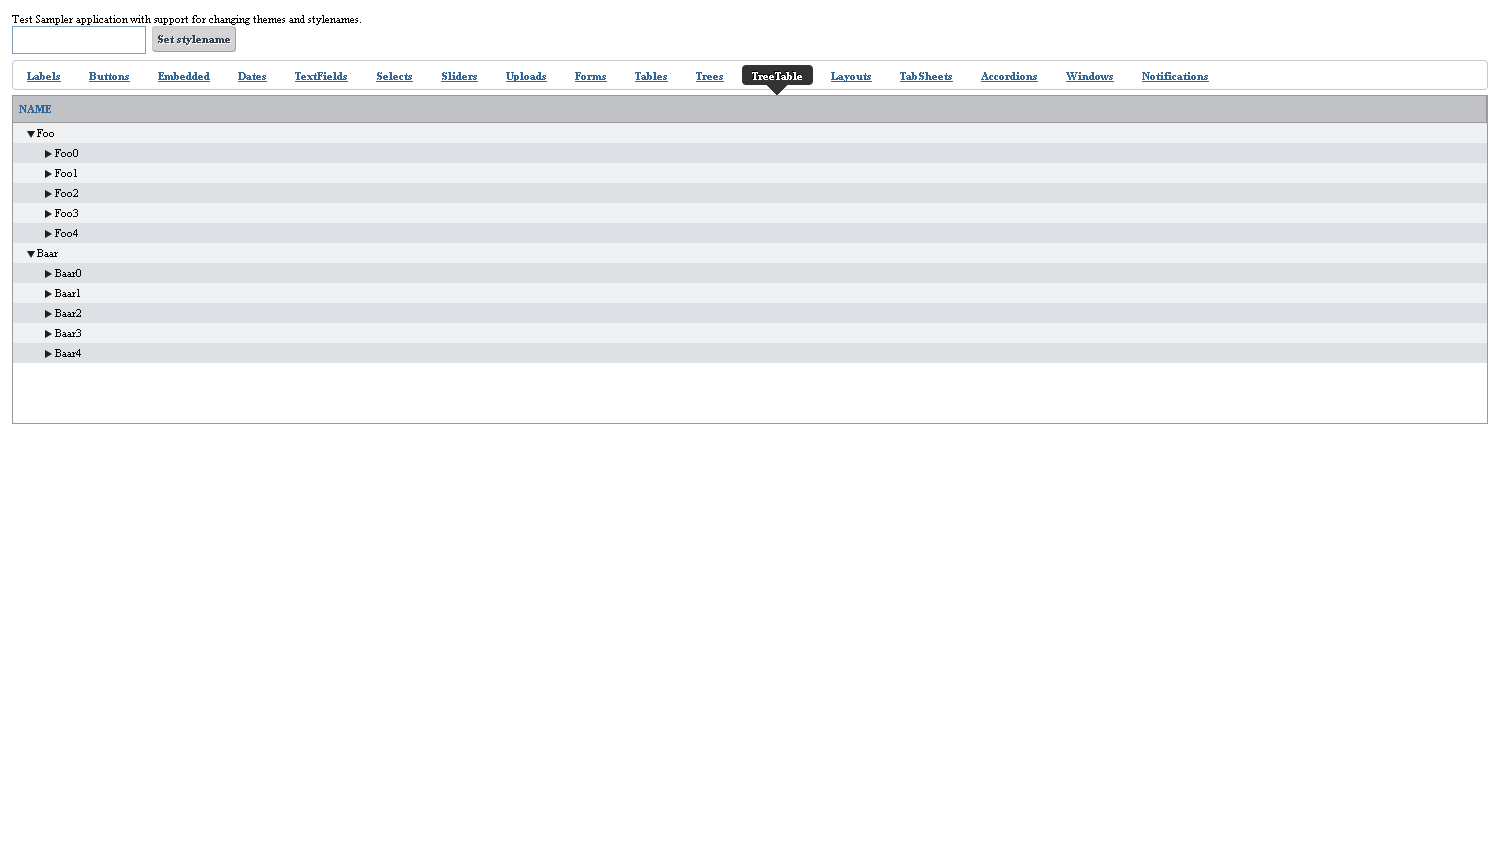 Test Sampler application with support for changing themes and stylenames.
Set stylename
Labels Buttons Embedded Dates TextFields Selects Sliders Uploads Forms Tables Trees TreeTable Layouts TabSheets Accordions Windows Notifications
NAME
Foo
Foo0
Foo1
Foo2
Foo3
Foo4
Baar
Baar0
Baar1
Baar2
Baar3
Baar4